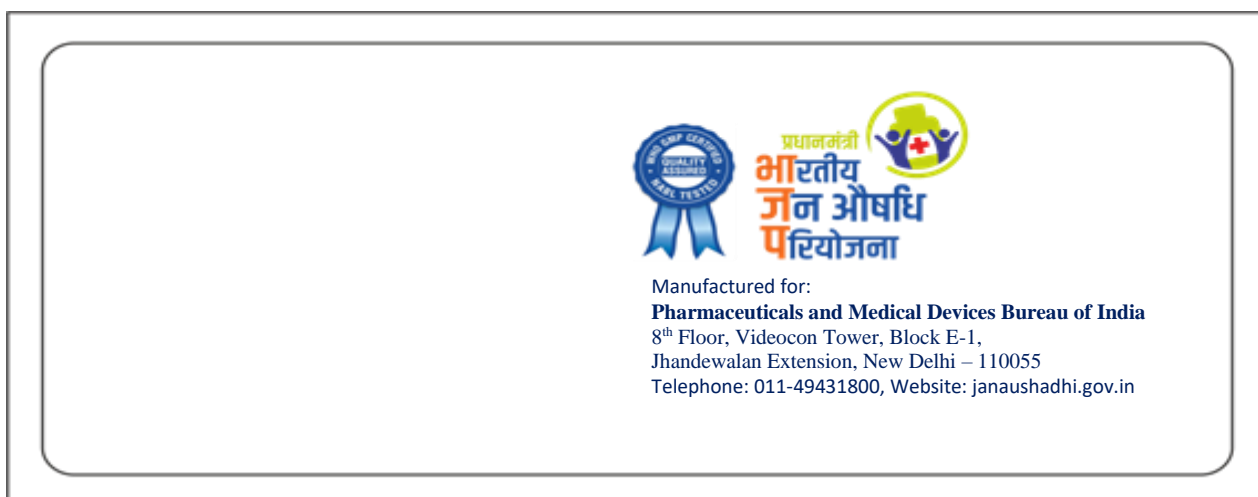 WHO GMP CERTIFIED
QUALITY
ASSURED
NABL TESTED
प्रधानमंत्री
भारतीय
जन औषधि
परियोजना
Manufactured for:
Pharmaceuticals and Medical Devices Bureau of India
8th Floor, Videocon Tower, Block E-1,
Jhandewalan Extension, New Delhi – 110055
Telephone: 011-49431800, Website: janaushadhi.gov.in